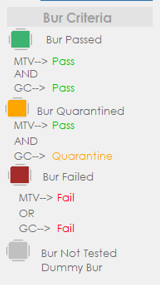 Bur Criteria
Bur Passed
MTV--> Pass
AND
GC--> Pass
Bur Quarantined
MTV--> Pass
AND
GC--> Quarantine
Bur Failed
MTV--> Fail
OR
GC--> Fail
Bur Not Tested
Dummy Bur